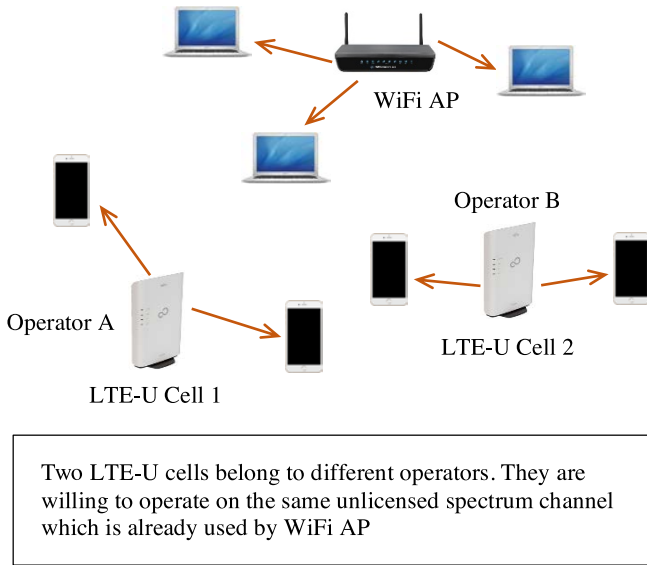 WiFi AP
Operator B
Operator A
LTE-U Cell 2
LTE-U Cell 1
Two LTE-U cells belong to different operators. They are
willing to operate on the same unlicensed spectrum channel
which is already used by WiFi AP